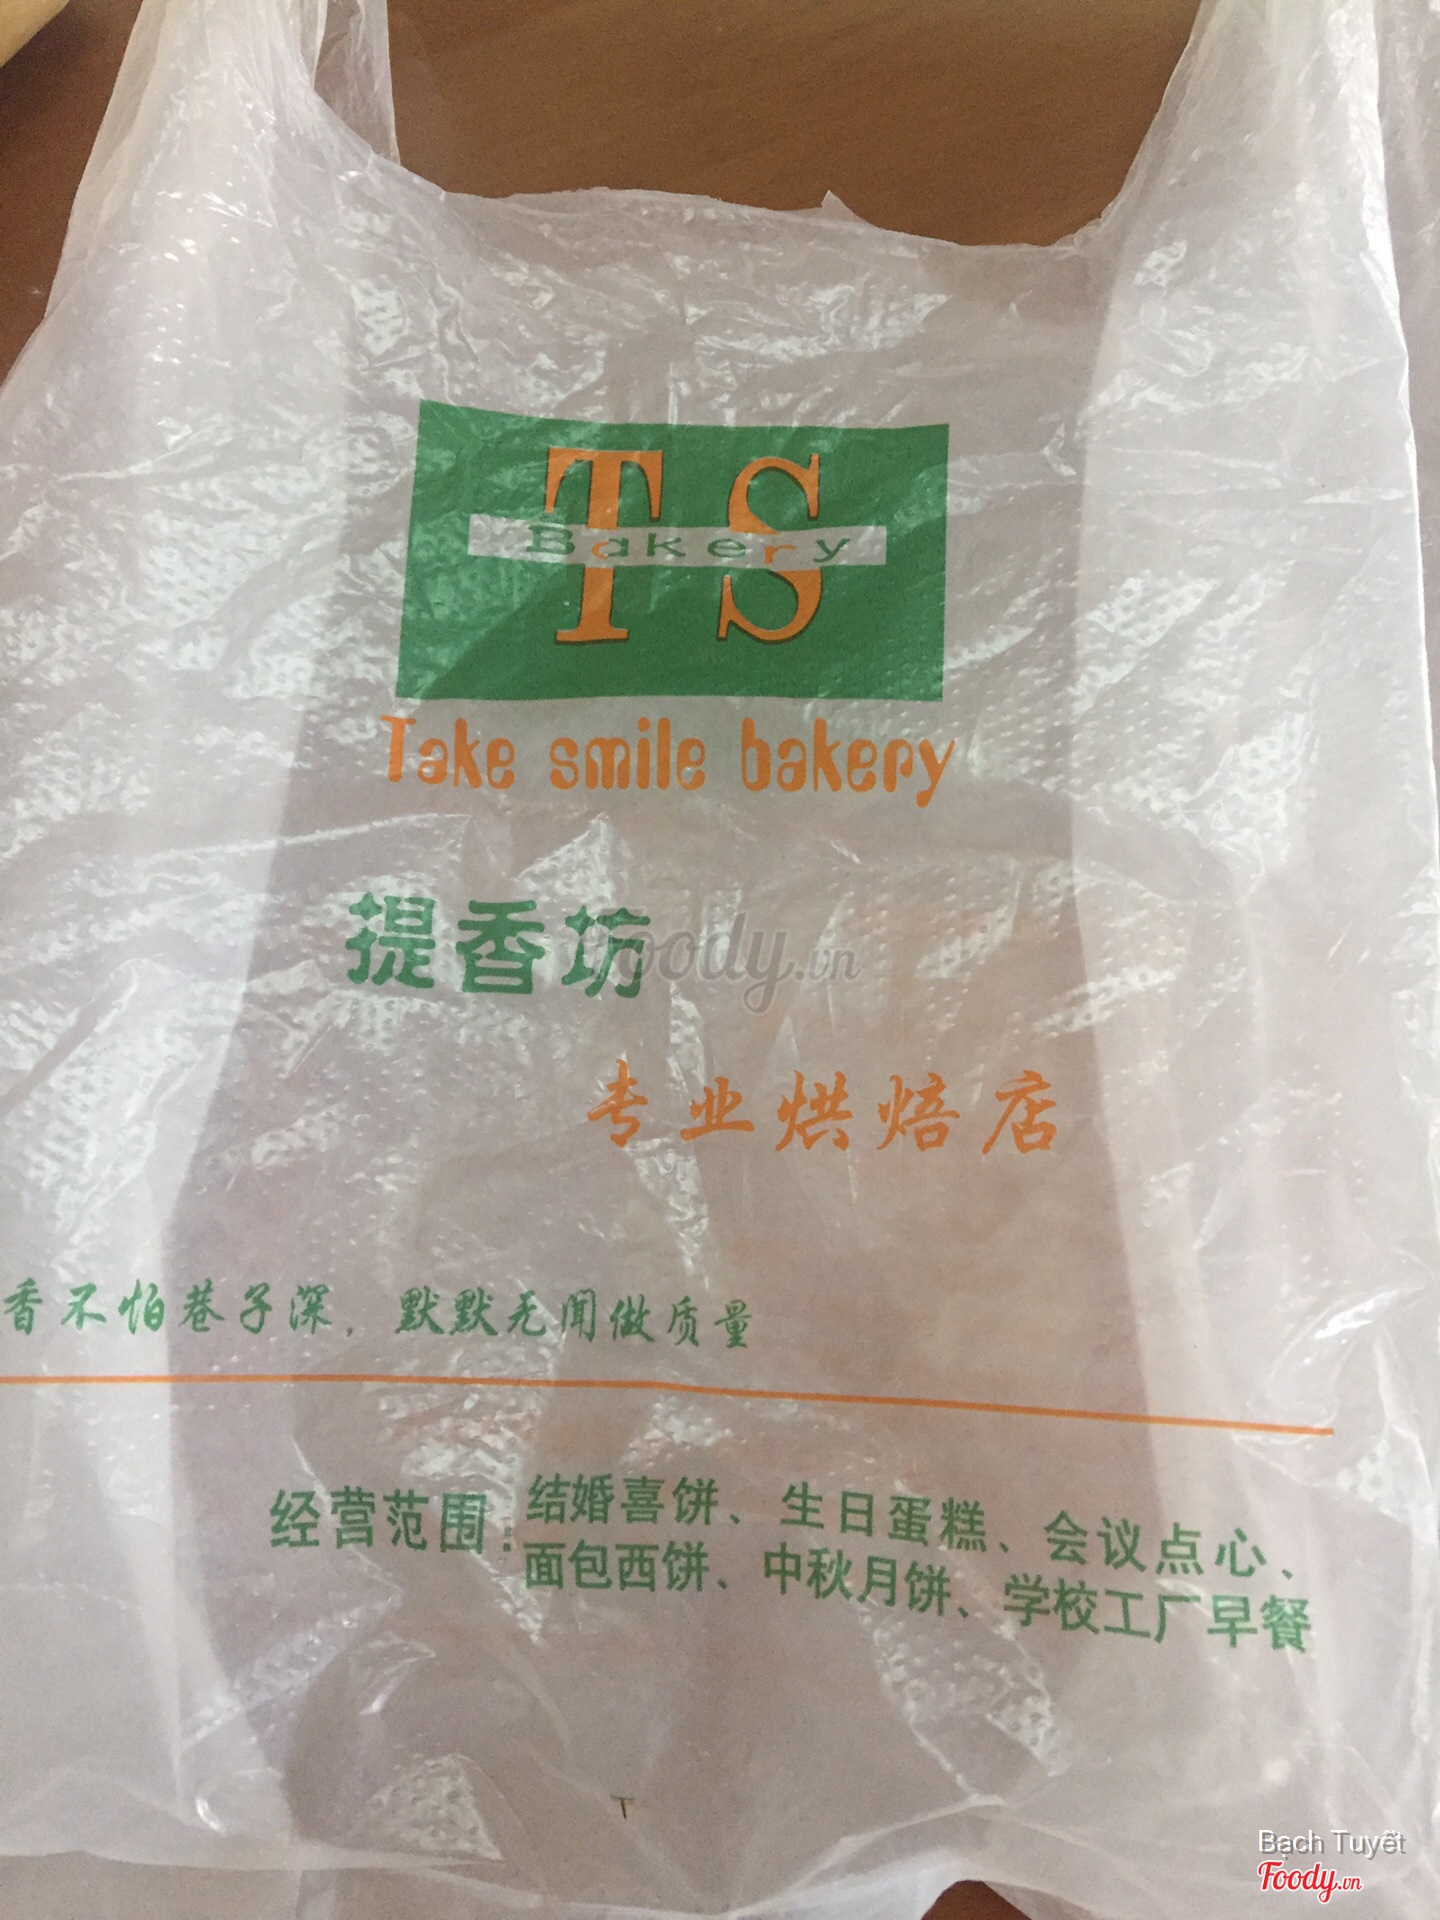 TS
Bakery
Take smile bakery
提香坊
foody.vn
专业烘焙店
香不怕巷子深，默默无闻做质量
经营范围：
结婚喜饼、生日蛋糕、会议点心、
面包西饼、中秋月饼、学校工厂早餐
T
Bạch Tuyết
Foody.vn